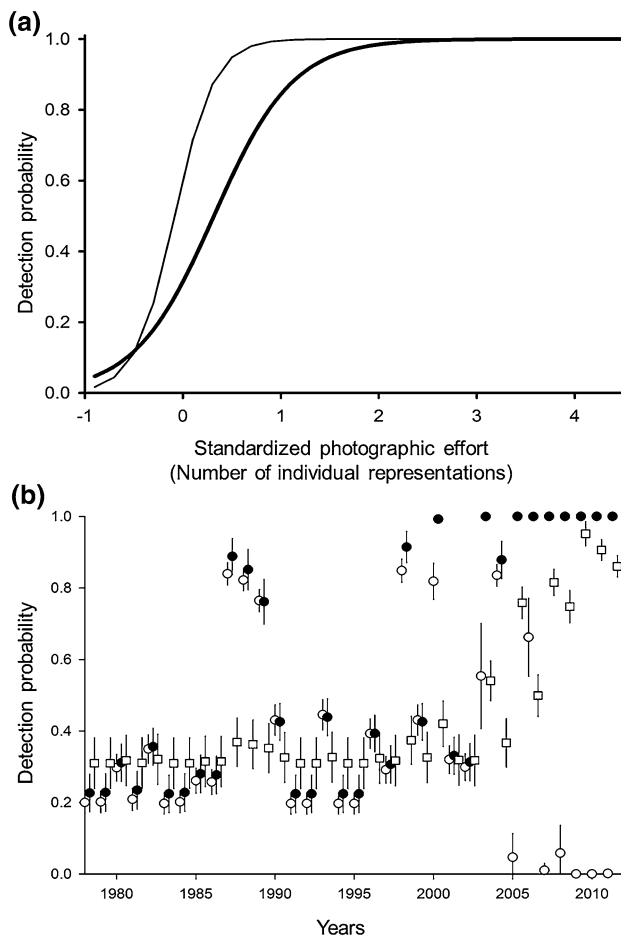 (a)
1.0
0.8
0.6
0.4
0.2
0.0
Detection probability
-1 0 1 2 3 4
Standardized photographic effort
(Number of individual representations)
(b)
1.0
0.8
0.6
0.4
0.2
0.0
Detection probability
1980 1985 1990 1995 2000 2005 2010
Years